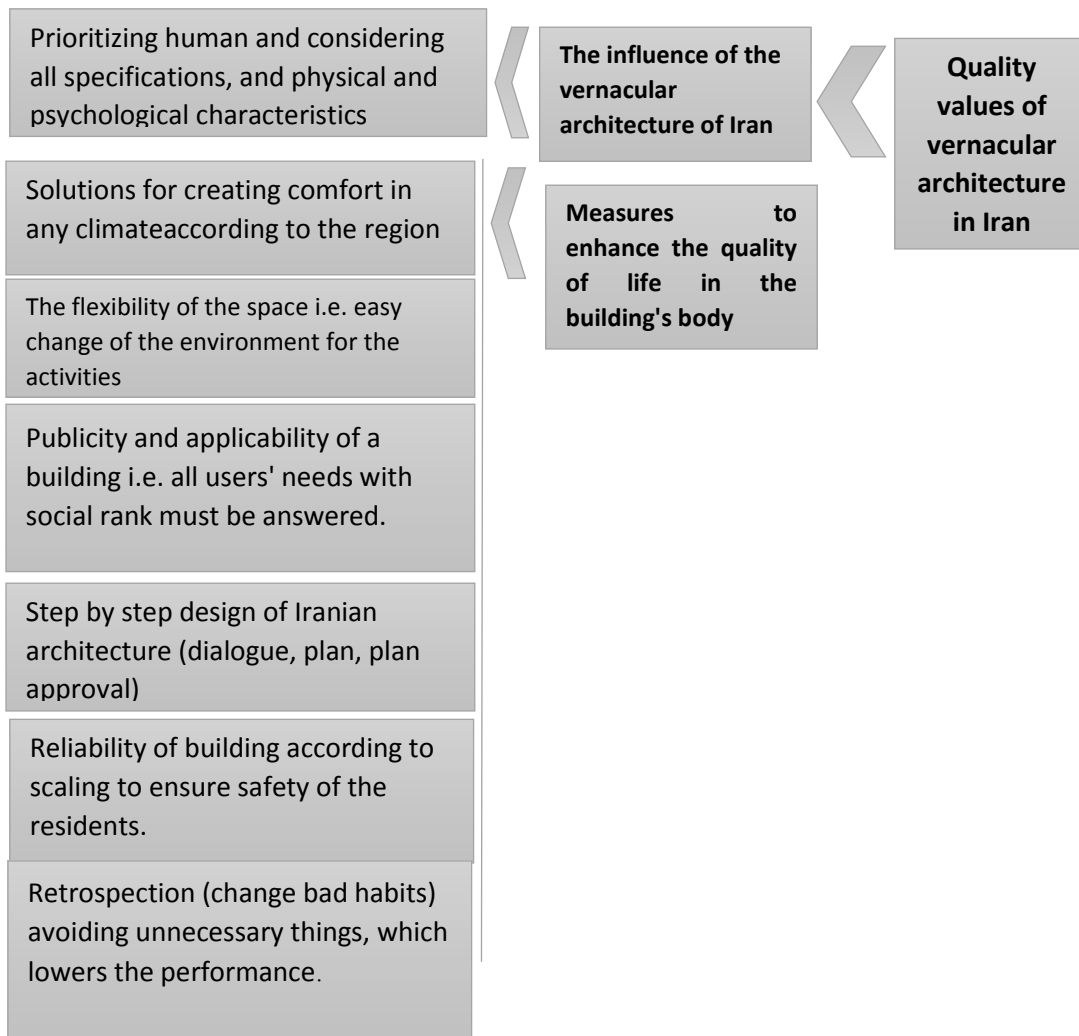 Prioritizing human and considering
all specifications, and physical and
psychological characteristics
The influence of the
vernacular
architecture of Iran
Quality
values of
vernacular
architecture
in Iran
Solutions for creating comfort in
any climateaccording to the region
Measures to
enhance the quality
of life in the
building's body
The flexibility of the space i.e. easy
change of the environment for the
activities
Publicity and applicability of a
building i.e. all users' needs with
social rank must be answered.
Step by step design of Iranian
architecture (dialogue, plan, plan
approval)
Reliability of building according to
scaling to ensure safety of the
residents.
Retrospection (change bad habits)
avoiding unnecessary things, which
lowers the performance.